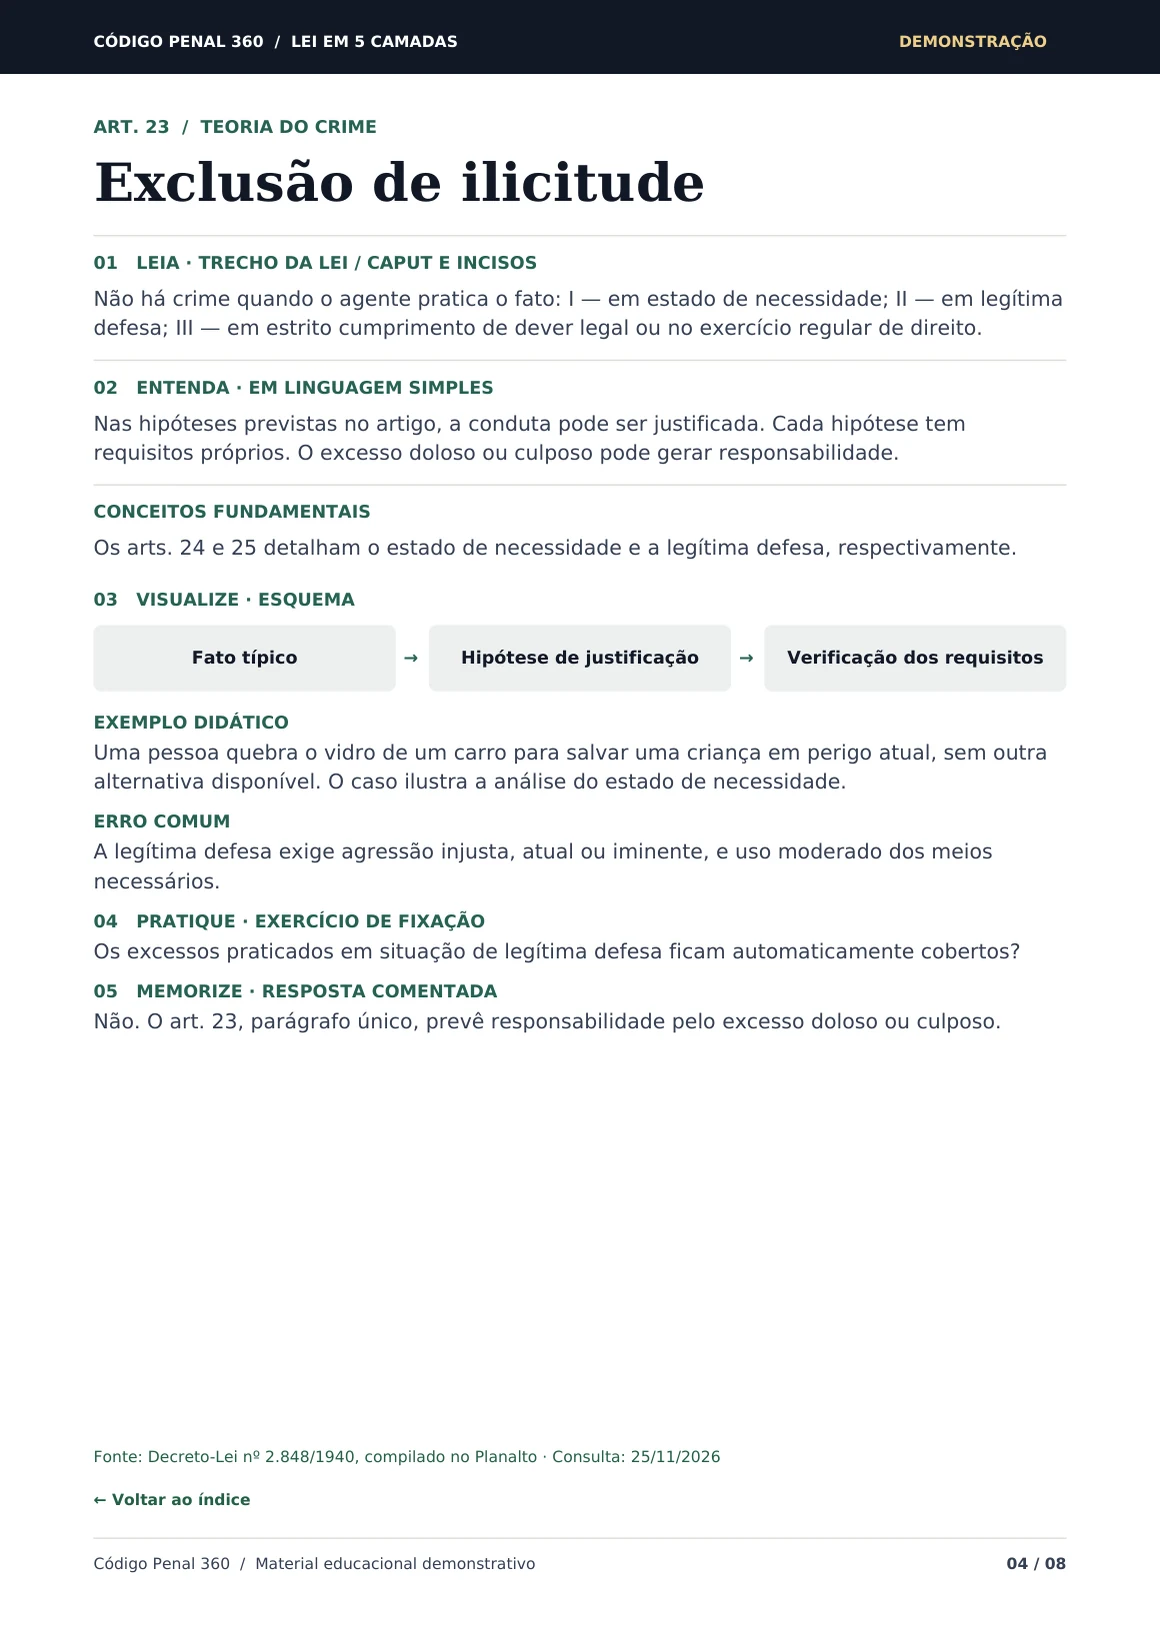 CÓDIGO PENAL 360 / LEI EM 5 CAMADAS
DEMONSTRAÇÃO
ART. 23 / TEORIA DO CRIME
Exclusão de ilicitude
01 LEIA · TRECHO DA LEI / CAPUT E INCISOS
Não há crime quando o agente pratica o fato: I — em estado de necessidade; II — em legítima
defesa; III — em estrito cumprimento de dever legal ou no exercício regular de direito.
02 ENTENDA · EM LINGUAGEM SIMPLES
Nas hipóteses previstas no artigo, a conduta pode ser justificada. Cada hipótese tem
requisitos próprios. O excesso doloso ou culposo pode gerar responsabilidade.
CONCEITOS FUNDAMENTAIS
Os arts. 24 e 25 detalham o estado de necessidade e a legítima defesa, respectivamente.
03 VISUALIZE · ESQUEMA
Fato típico → Hipótese de justificação → Verificação dos requisitos
EXEMPLO DIDÁTICO
Uma pessoa quebra o vidro de um carro para salvar uma criança em perigo atual, sem outra
alternativa disponível. O caso ilustra a análise do estado de necessidade.
ERRO COMUM
A legítima defesa exige agressão injusta, atual ou iminente, e uso moderado dos meios
necessários.
04 PRATIQUE · EXERCÍCIO DE FIXAÇÃO
Os excessos praticados em situação de legítima defesa ficam automaticamente cobertos?
05 MEMORIZE · RESPOSTA COMENTADA
Não. O art. 23, parágrafo único, prevê responsabilidade pelo excesso doloso ou culposo.
Fonte: Decreto-Lei nº 2.848/1940, compilado no Planalto · Consulta: 25/11/2026
← Voltar ao índice
Código Penal 360 / Material educacional demonstrativo
04 / 08